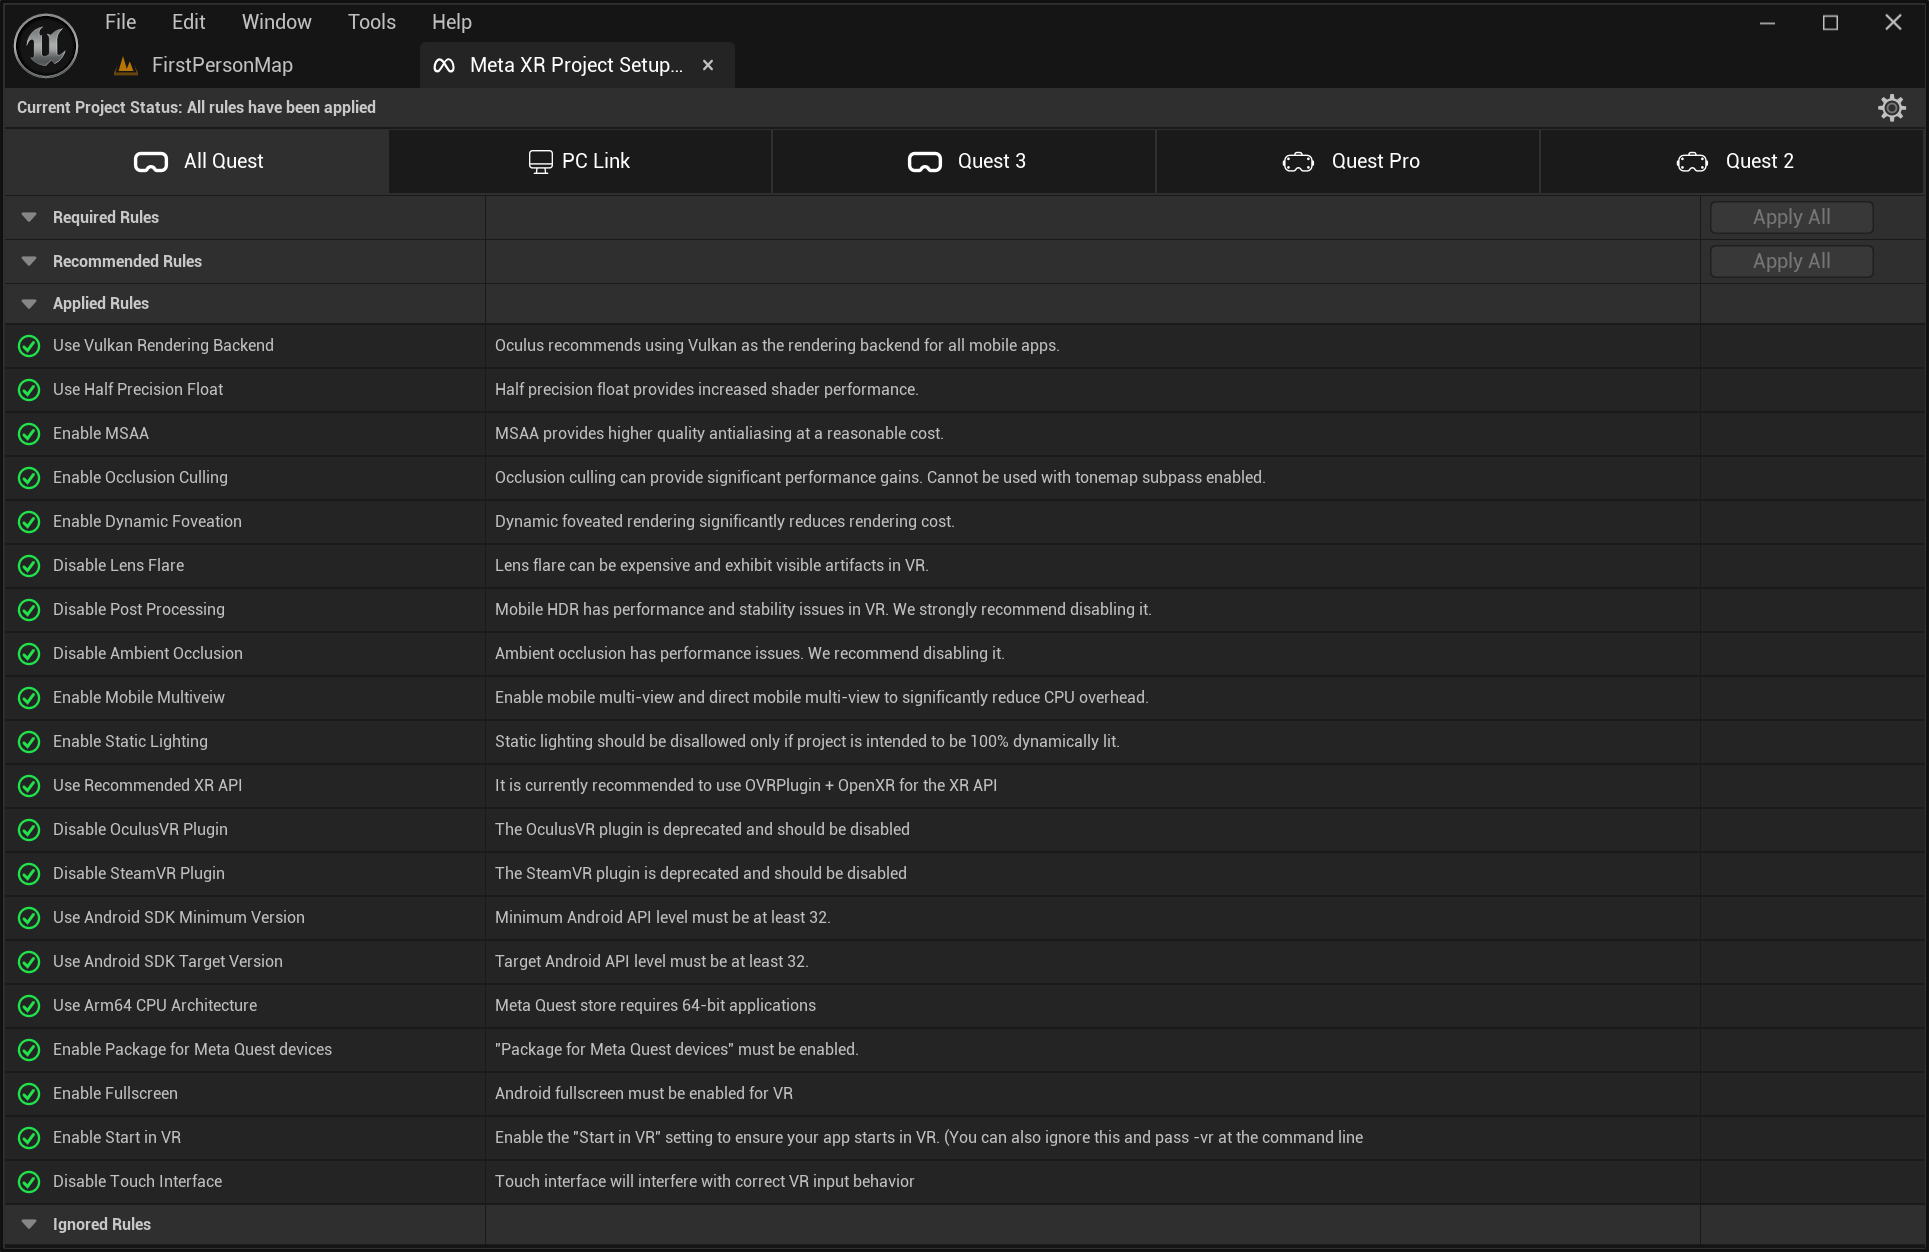 File Edit Window Tools Help
FirstPersonMap Meta XR Project Setup...
Current Project Status: All rules have been applied
All Quest PC Link Quest 3 Quest Pro Quest 2
Required Rules Apply All
Recommended Rules Apply All
Applied Rules
Use Vulkan Rendering Backend Oculus recommends using Vulkan as the rendering backend for all mobile apps.
Use Half Precision Float Half precision float provides increased shader performance.
Enable MSAA MSAA provides higher quality antialiasing at a reasonable cost.
Enable Occlusion Culling Occlusion culling can provide significant performance gains. Cannot be used with tonemap subpass enabled.
Enable Dynamic Foveation Dynamic foveated rendering significantly reduces rendering cost.
Disable Lens Flare Lens flare can be expensive and exhibit visible artifacts in VR.
Disable Post Processing Mobile HDR has performance and stability issues in VR. We strongly recommend disabling it.
Disable Ambient Occlusion Ambient occlusion has performance issues. We recommend disabling it.
Enable Mobile Multiveiw Enable mobile multi-view and direct mobile multi-view to significantly reduce CPU overhead.
Enable Static Lighting Static lighting should be disallowed only if project is intended to be 100% dynamically lit.
Use Recommended XR API It is currently recommended to use OVRPlugin + OpenXR for the XR API
Disable OculusVR Plugin The OculusVR plugin is deprecated and should be disabled
Disable SteamVR Plugin The SteamVR plugin is deprecated and should be disabled
Use Android SDK Minimum Version Minimum Android API level must be at least 32.
Use Android SDK Target Version Target Android API level must be at least 32.
Use Arm64 CPU Architecture Meta Quest store requires 64-bit applications
Enable Package for Meta Quest devices "Package for Meta Quest devices" must be enabled.
Enable Fullscreen Android fullscreen must be enabled for VR
Enable Start in VR Enable the "Start in VR" setting to ensure your app starts in VR. (You can also ignore this and pass -vr at the command line
Disable Touch Interface Touch interface will interfere with correct VR input behavior
Ignored Rules